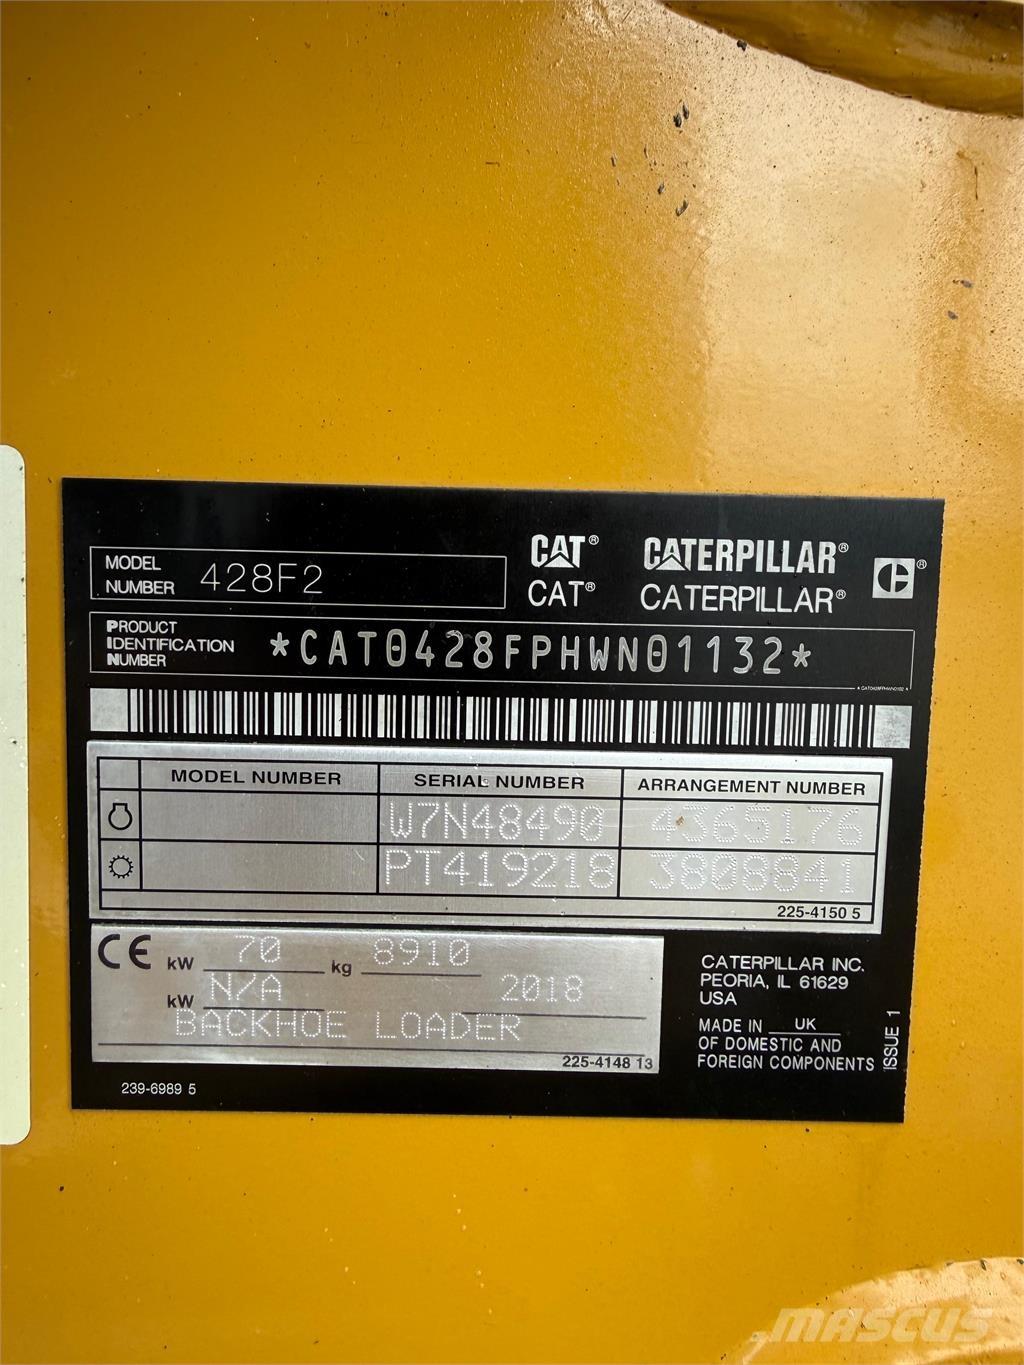 MODEL
NUMBER 428F2
CAT® CATERPILLAR® ®
CAT® CATERPILLAR®
PRODUCT
IDENTIFICATION
NUMBER *CAT0428FPHWN01132*
MODEL NUMBER SERIAL NUMBER ARRANGEMENT NUMBER
W7N48490 4365176
PT419218 3808841
225-4150 5
CE kW 70 kg 8910
kW N/A 2018
BACKHOE LOADER
225-4148 13
CATERPILLAR INC.
PEORIA, IL 61629
USA
MADE IN UK
OF DOMESTIC AND
FOREIGN COMPONENTS
ISSUE 1
239-6989 5
MASCUS